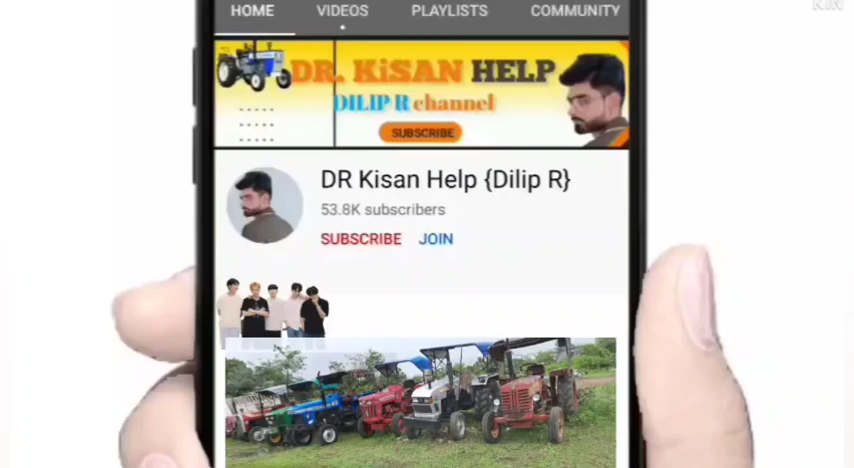 HOME VIDEOS PLAYLISTS COMMUNITY
DR. KiSAN HELP
DILIP R channel
SUBSCRIBE
DR Kisan Help {Dilip R}
53.8K subscribers
SUBSCRIBE JOIN